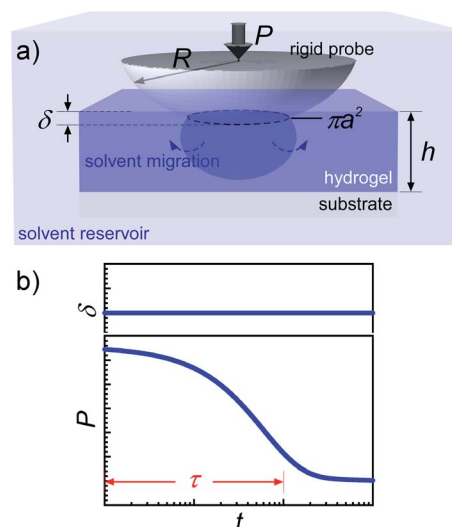 a)
P
R
rigid probe
δ
πa²
solvent migration
h
hydrogel
substrate
solvent reservoir
b)
δ
P
τ
t